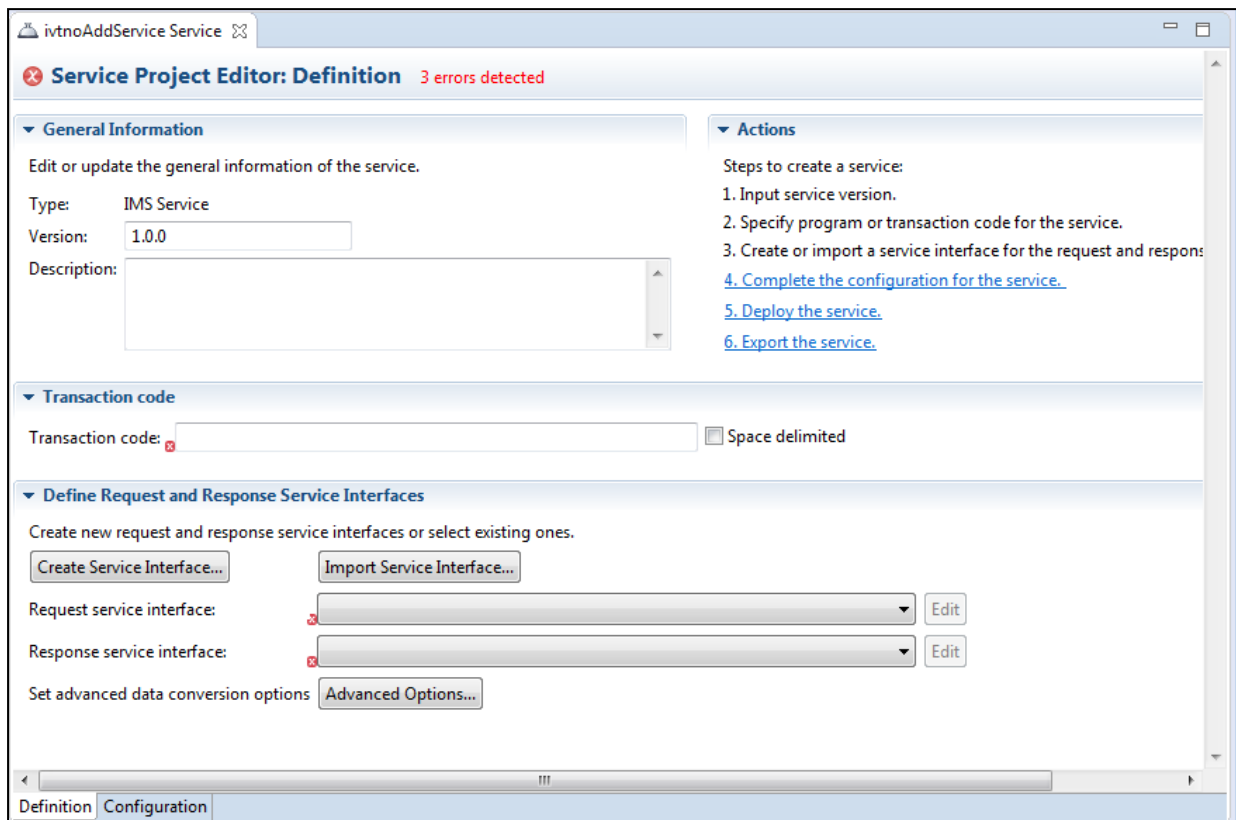 ivtnoAddService Service
Service Project Editor: Definition 3 errors detected
General Information
Edit or update the general information of the service.
Type: IMS Service
Version: 1.0.0
Description:
Actions
Steps to create a service:
1. Input service version.
2. Specify program or transaction code for the service.
3. Create or import a service interface for the request and respons
4. Complete the configuration for the service.
5. Deploy the service.
6. Export the service.
Transaction code
Transaction code: Space delimited
Define Request and Response Service Interfaces
Create new request and response service interfaces or select existing ones.
Create Service Interface... Import Service Interface...
Request service interface: Edit
Response service interface: Edit
Set advanced data conversion options Advanced Options...
Definition Configuration